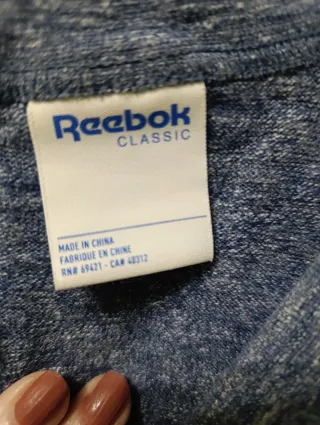 Reebok
CLASSIC
MADE IN CHINA
FABRIQUE EN CHINE
RN# 69421 - CA# 48312